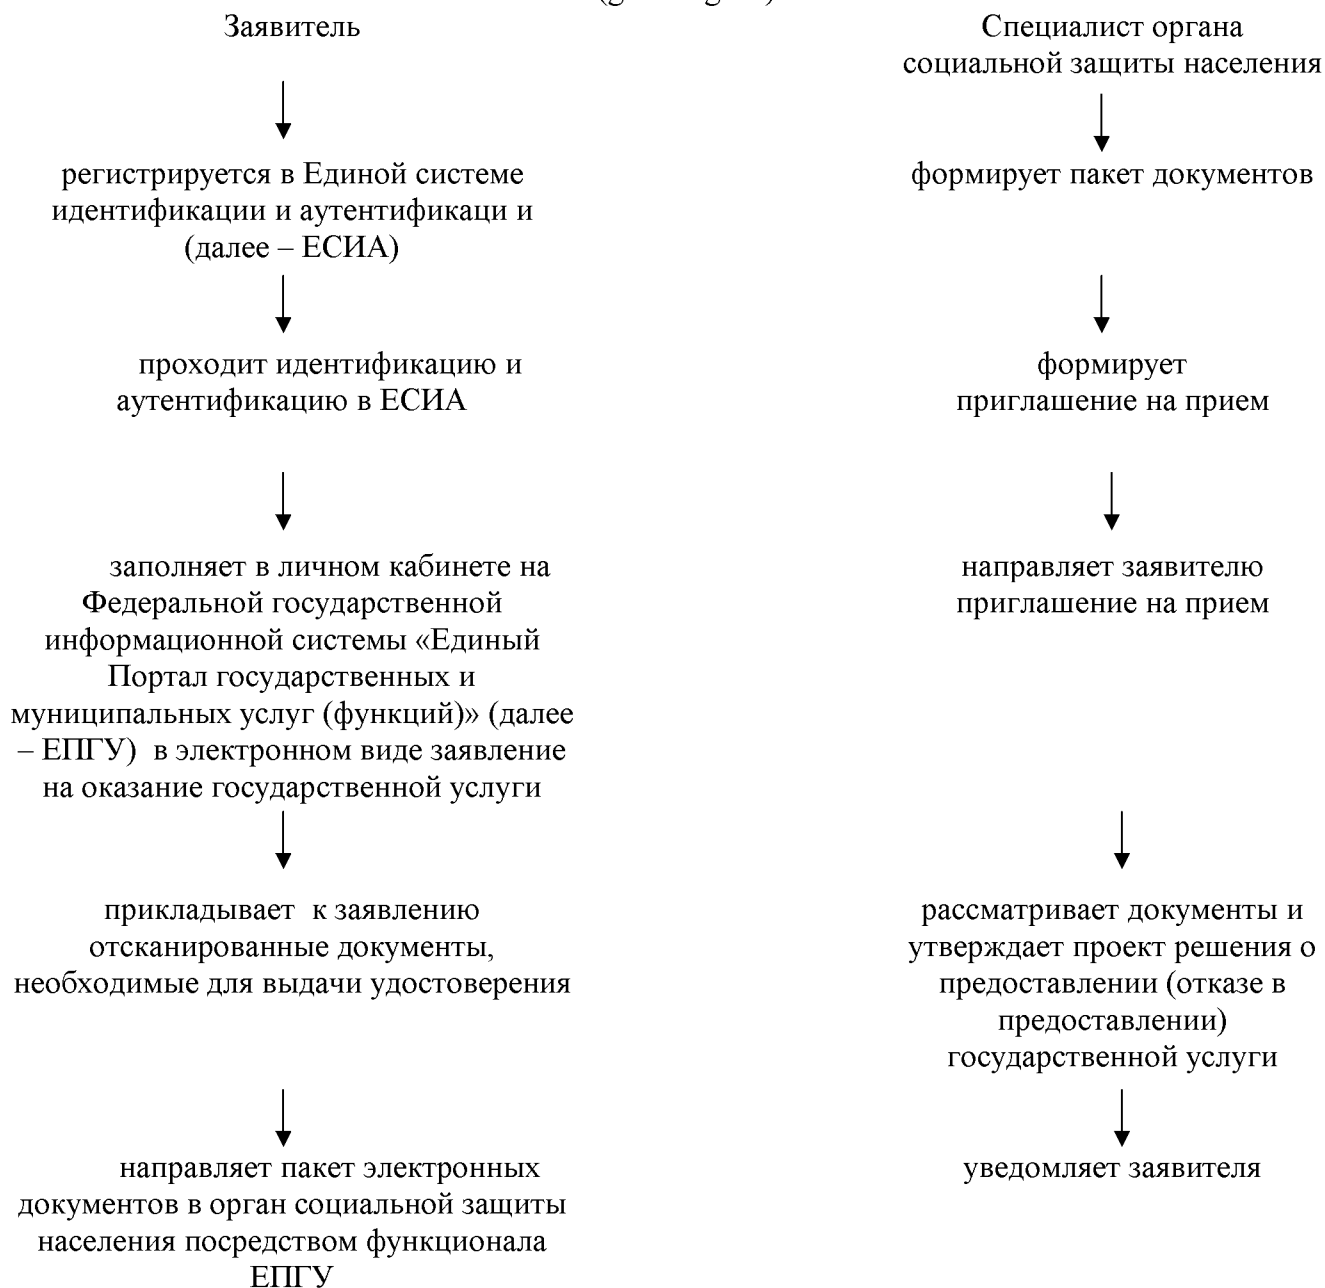 Заявитель
регистрируется в Единой системе
идентификации и аутентификаци и
(далее – ЕСИА)
проходит идентификацию и
аутентификацию в ЕСИА
заполняет в личном кабинете на
Федеральной государственной
информационной системы «Единый
Портал государственных и
муниципальных услуг (функций)» (далее
– ЕПГУ)  в электронном виде заявление
на оказание государственной услуги
прикладывает  к заявлению
отсканированные документы,
необходимые для выдачи удостоверения
направляет пакет электронных
документов в орган социальной защиты
населения посредством функционала
ЕПГУ
Специалист органа
социальной защиты населения
формирует пакет документов
формирует
приглашение на прием
направляет заявителю
приглашение на прием
рассматривает документы и
утверждает проект решения о
предоставлении (отказе в
предоставлении)
государственной услуги
уведомляет заявителя